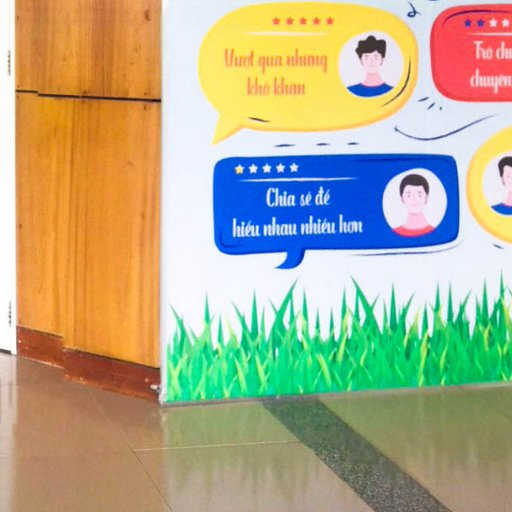 Vượt qua những
khó khăn
Chia sẻ để
hiểu nhau nhiều hơn